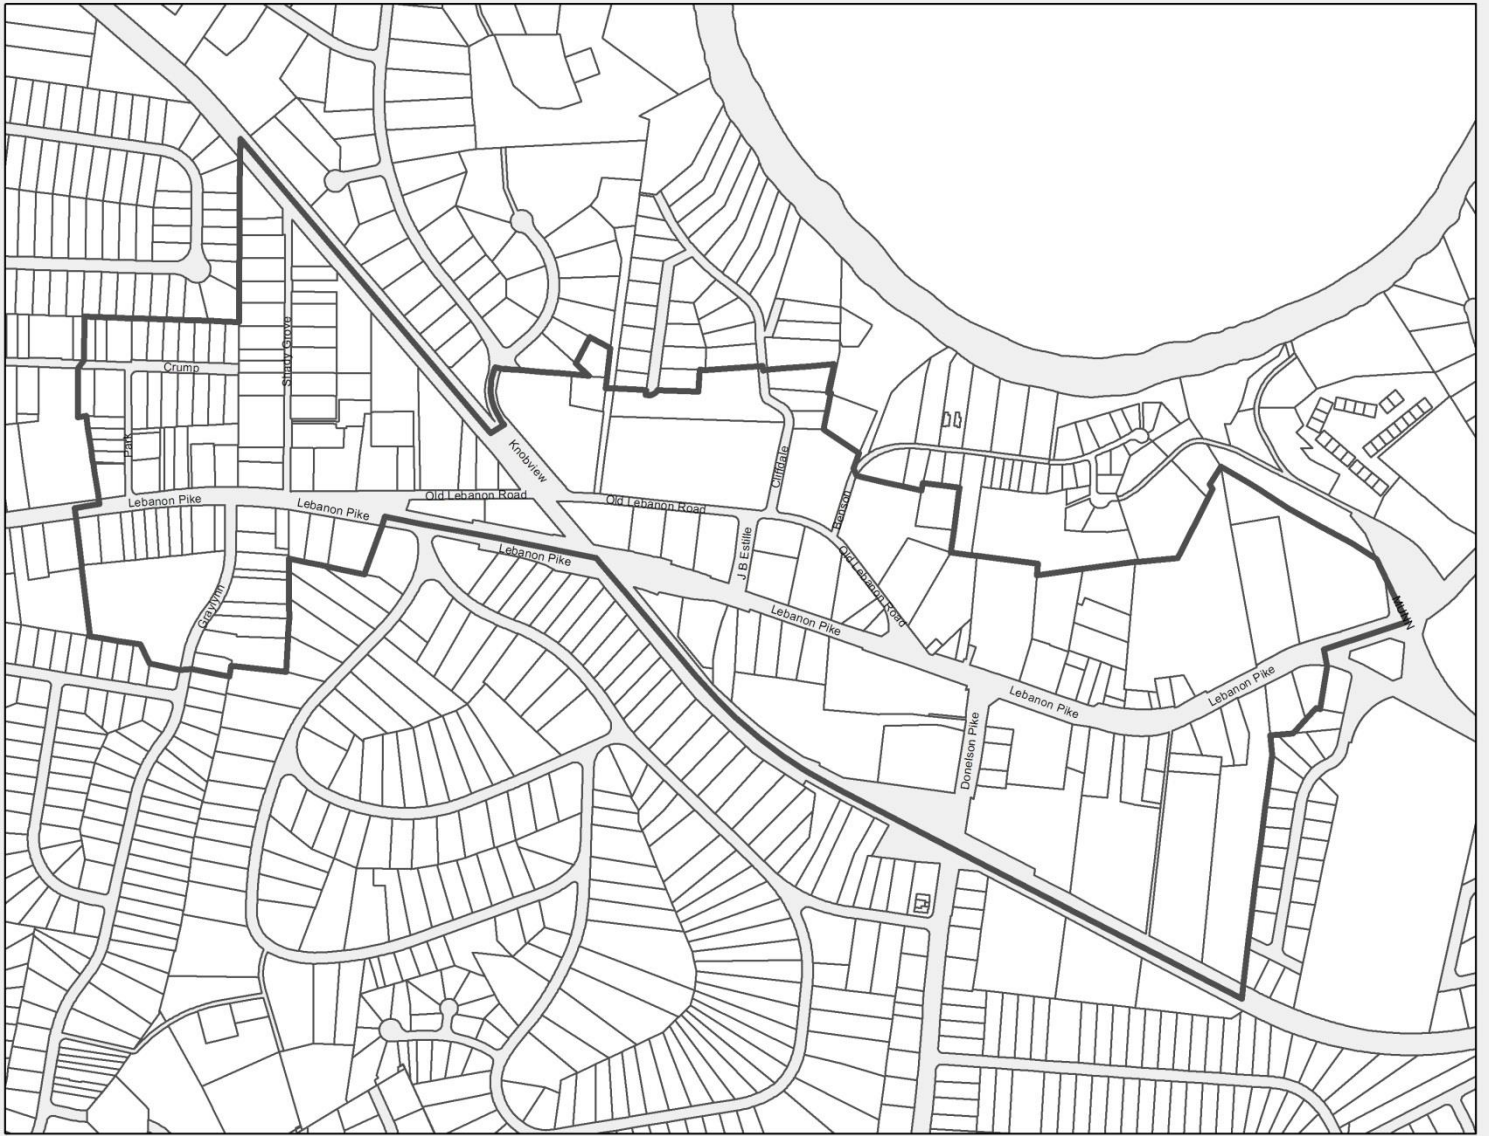 Shady Grove
Crump
Park
Knobview
Cliffdale
Lebanon Pike
Lebanon Pike
Old Lebanon Road
Old Lebanon Road
Benson
Lebanon Pike
J B Estille
Old Lebanon Road
Graylynn
Lebanon Pike
MUNN
Lebanon Pike
Lebanon Pike
Donelson Pike